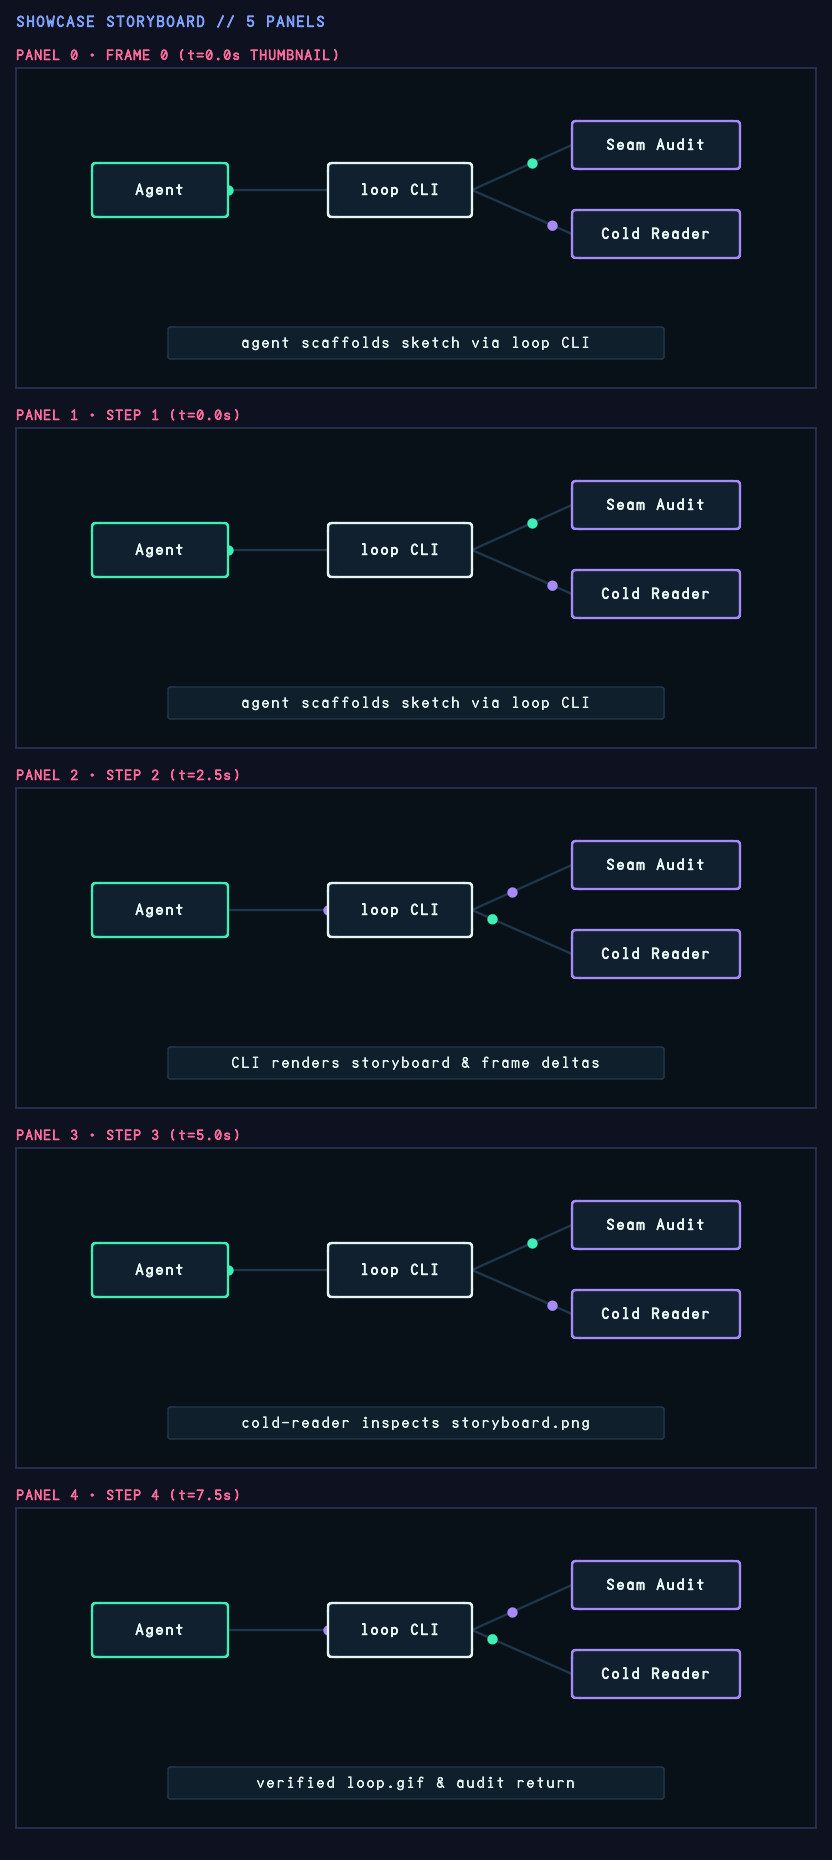 SHOWCASE STORYBOARD // 5 PANELS
PANEL 0 • FRAME 0 (t=0.0s THUMBNAIL)
Seam Audit
Agent
loop CLI
Cold Reader
agent scaffolds sketch via loop CLI
PANEL 1 • STEP 1 (t=0.0s)
Seam Audit
Agent
loop CLI
Cold Reader
agent scaffolds sketch via loop CLI
PANEL 2 • STEP 2 (t=2.5s)
Seam Audit
Agent
loop CLI
Cold Reader
CLI renders storyboard & frame deltas
PANEL 3 • STEP 3 (t=5.0s)
Seam Audit
Agent
loop CLI
Cold Reader
cold-reader inspects storyboard.png
PANEL 4 • STEP 4 (t=7.5s)
Seam Audit
Agent
loop CLI
Cold Reader
verified loop.gif & audit return